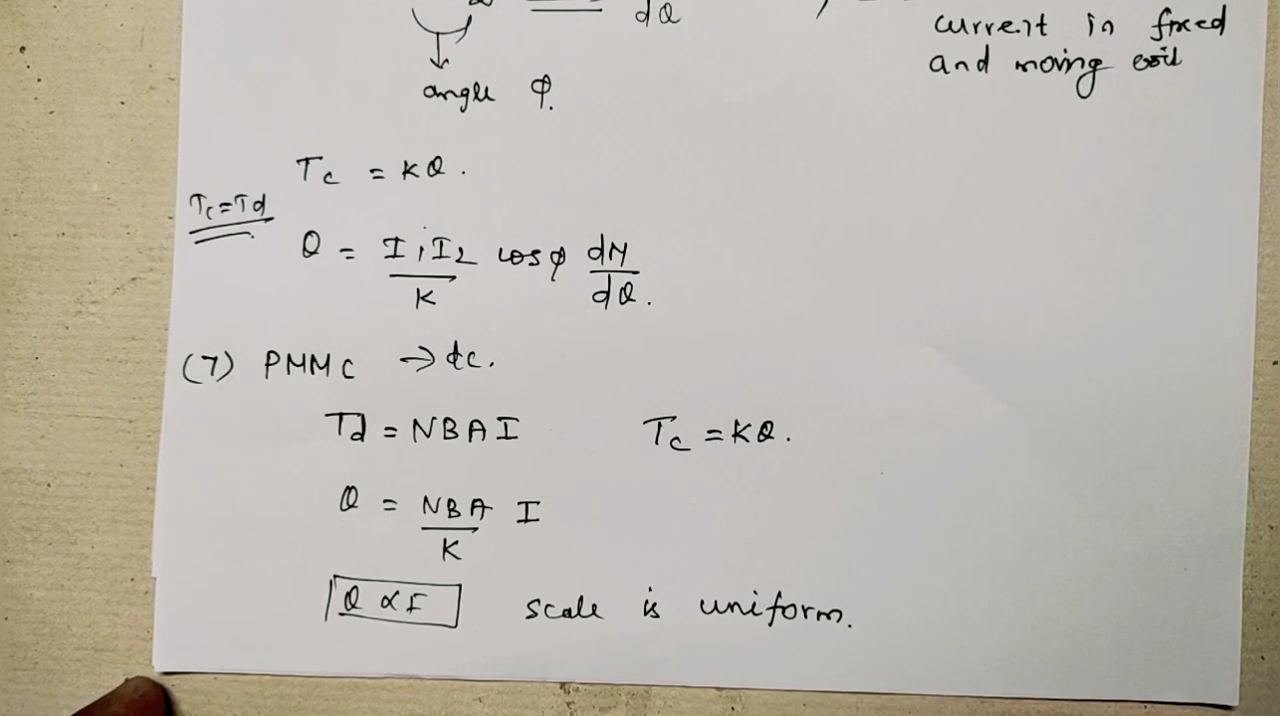 dθ
current in fixed
and moving coil
angle φ.
Tc = Kθ.
Tc=Td
θ = I1I2/K cosφ dM/dθ.
(7) PMMC → dc.
Td = NBAI Tc = Kθ.
θ = NBA/K I
θ ∝ I scale is uniform.